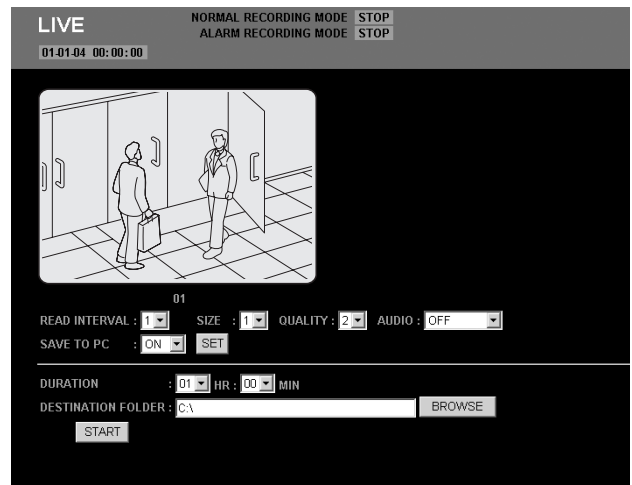 LIVE
NORMAL RECORDING MODE STOP
ALARM RECORDING MODE STOP
01-01-04 00:00:00
01
READ INTERVAL : 1 SIZE : 1 QUALITY : 2 AUDIO : OFF
SAVE TO PC : ON SET
DURATION : 01 HR : 00 MIN
DESTINATION FOLDER : C:\ BROWSE
START